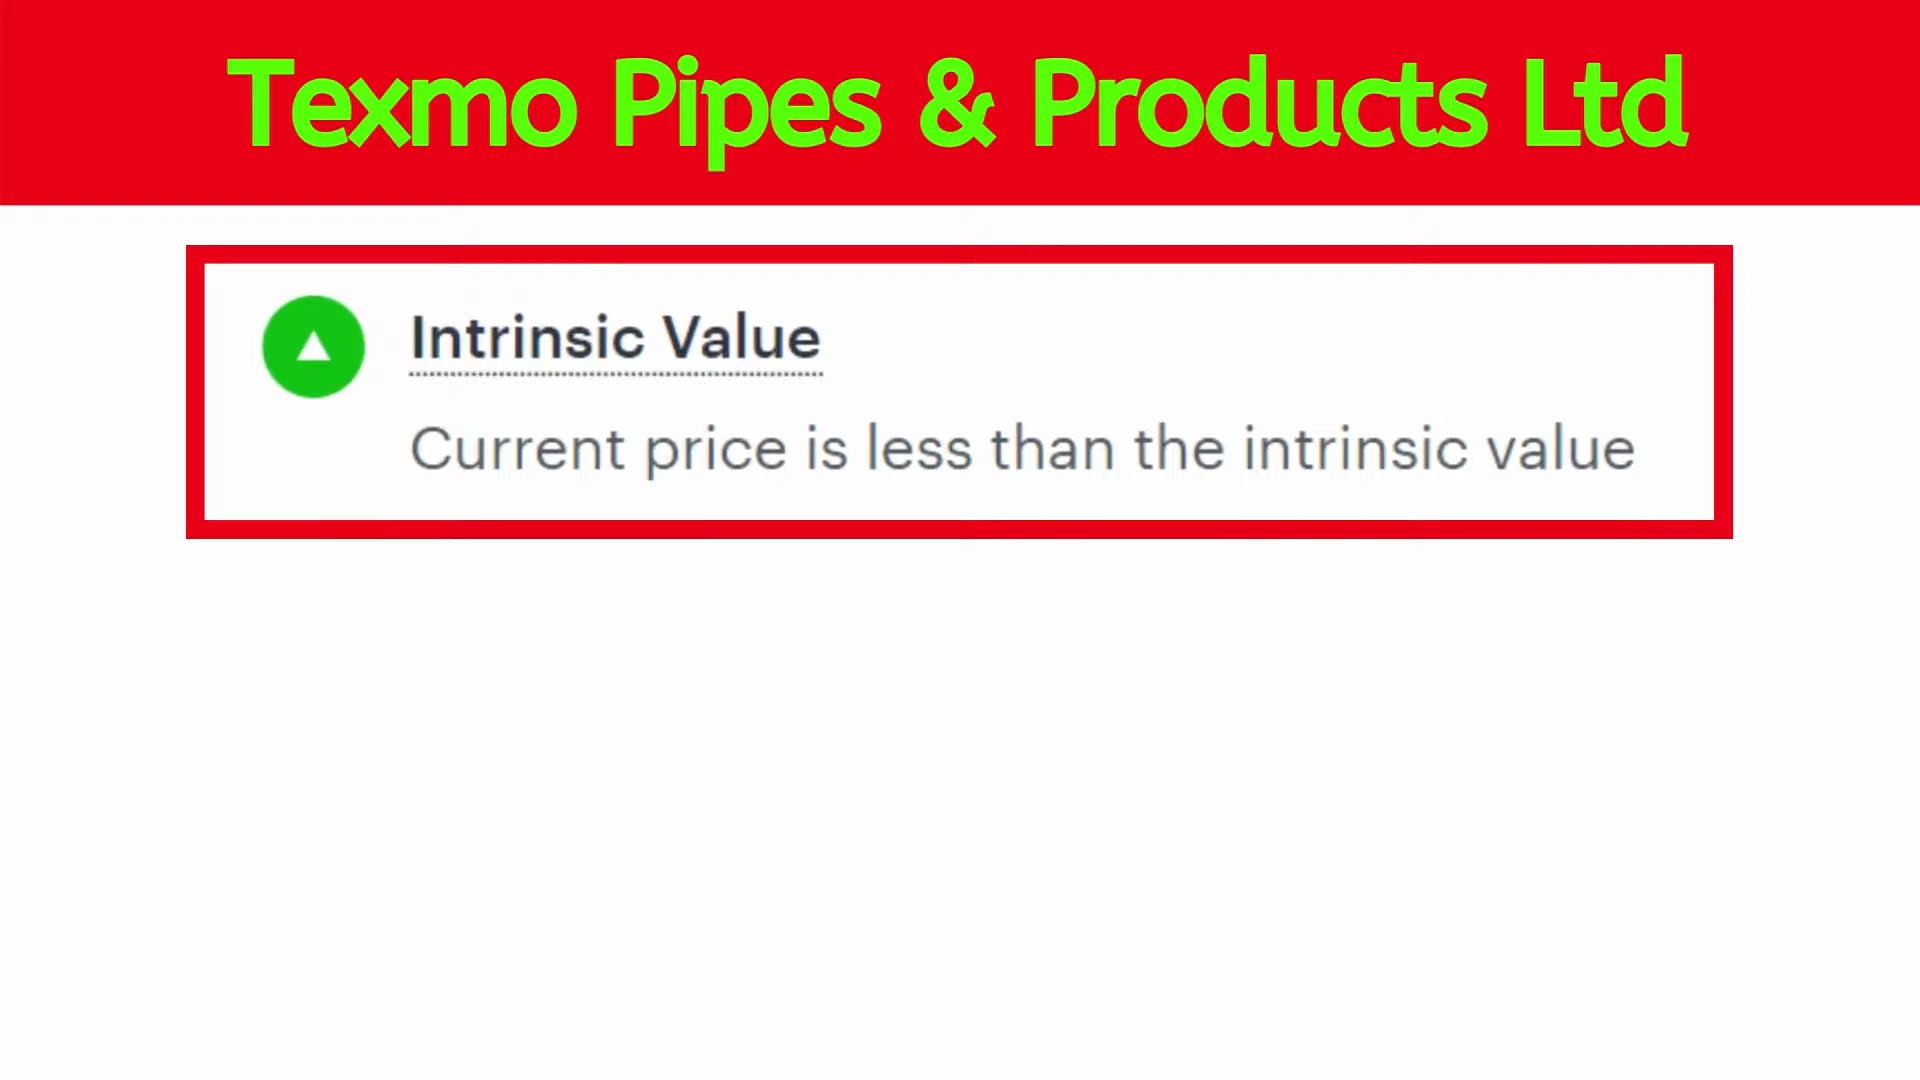 Texmo Pipes & Products Ltd
Intrinsic Value
Current price is less than the intrinsic value